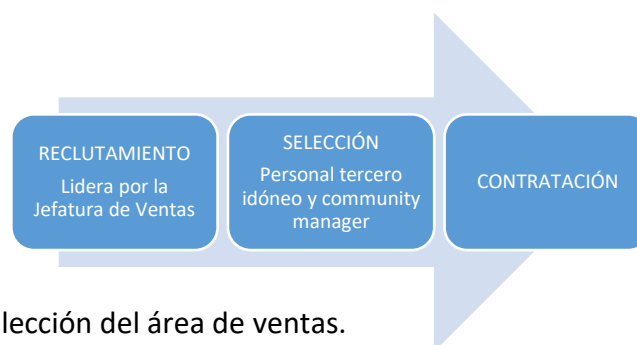 RECLUTAMIENTO
Lidera por la
Jefatura de Ventas
SELECCIÓN
Personal tercero
idóneo y community
manager
CONTRATACIÓN
lección del área de ventas.